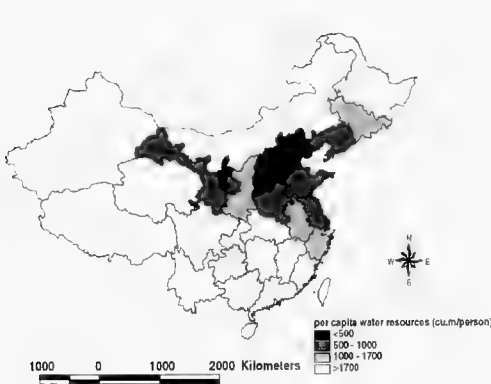 N
W E
S
per capita water resources (cu.m/person)
<500
500 - 1000
1000 - 1700
>1700
1000 0 1000 2000 Kilometers